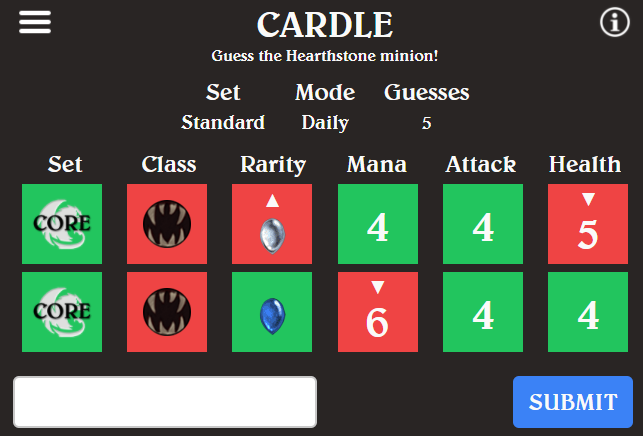 CARDLE
Guess the Hearthstone minion!
Set Mode Guesses
Standard Daily 5
Set Class Rarity Mana Attack Health
CORE 4 4 5
CORE 6 4 4
SUBMIT